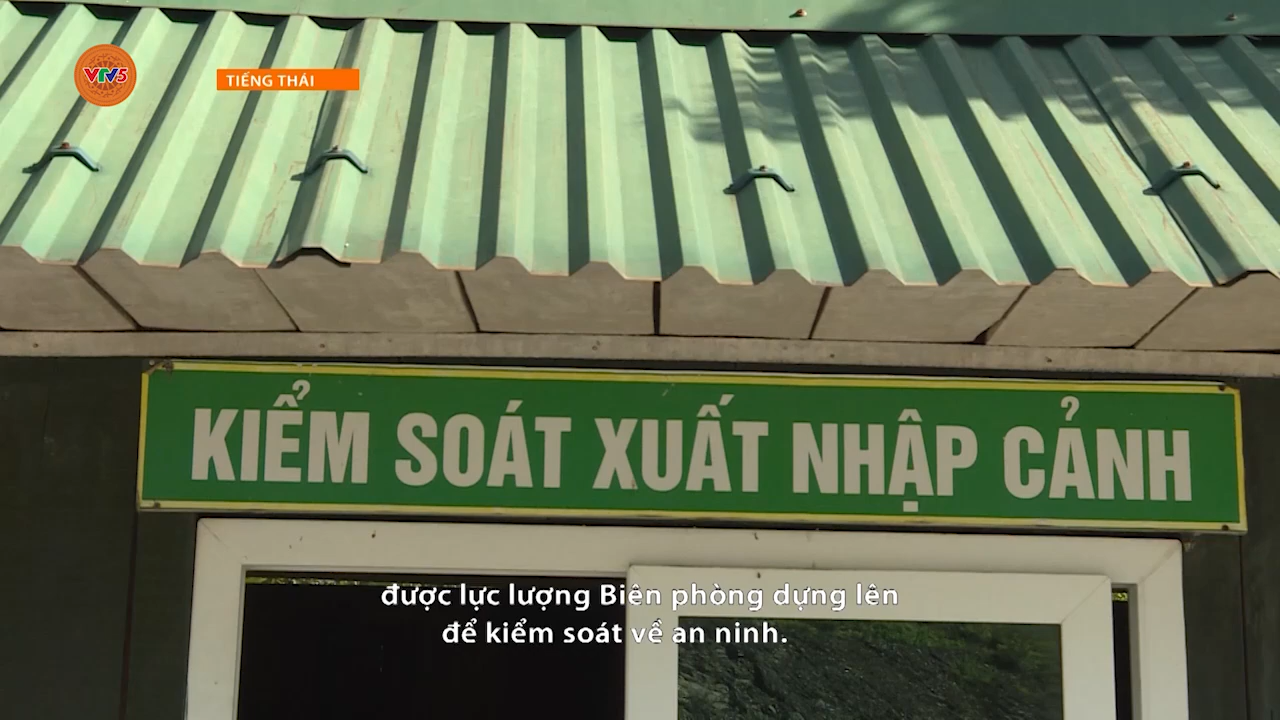 VTV5
TIẾNG THÁI
KIỂM SOÁT XUẤT NHẬP CẢNH
được lực lượng Biên phòng dựng lên
để kiểm soát về an ninh.